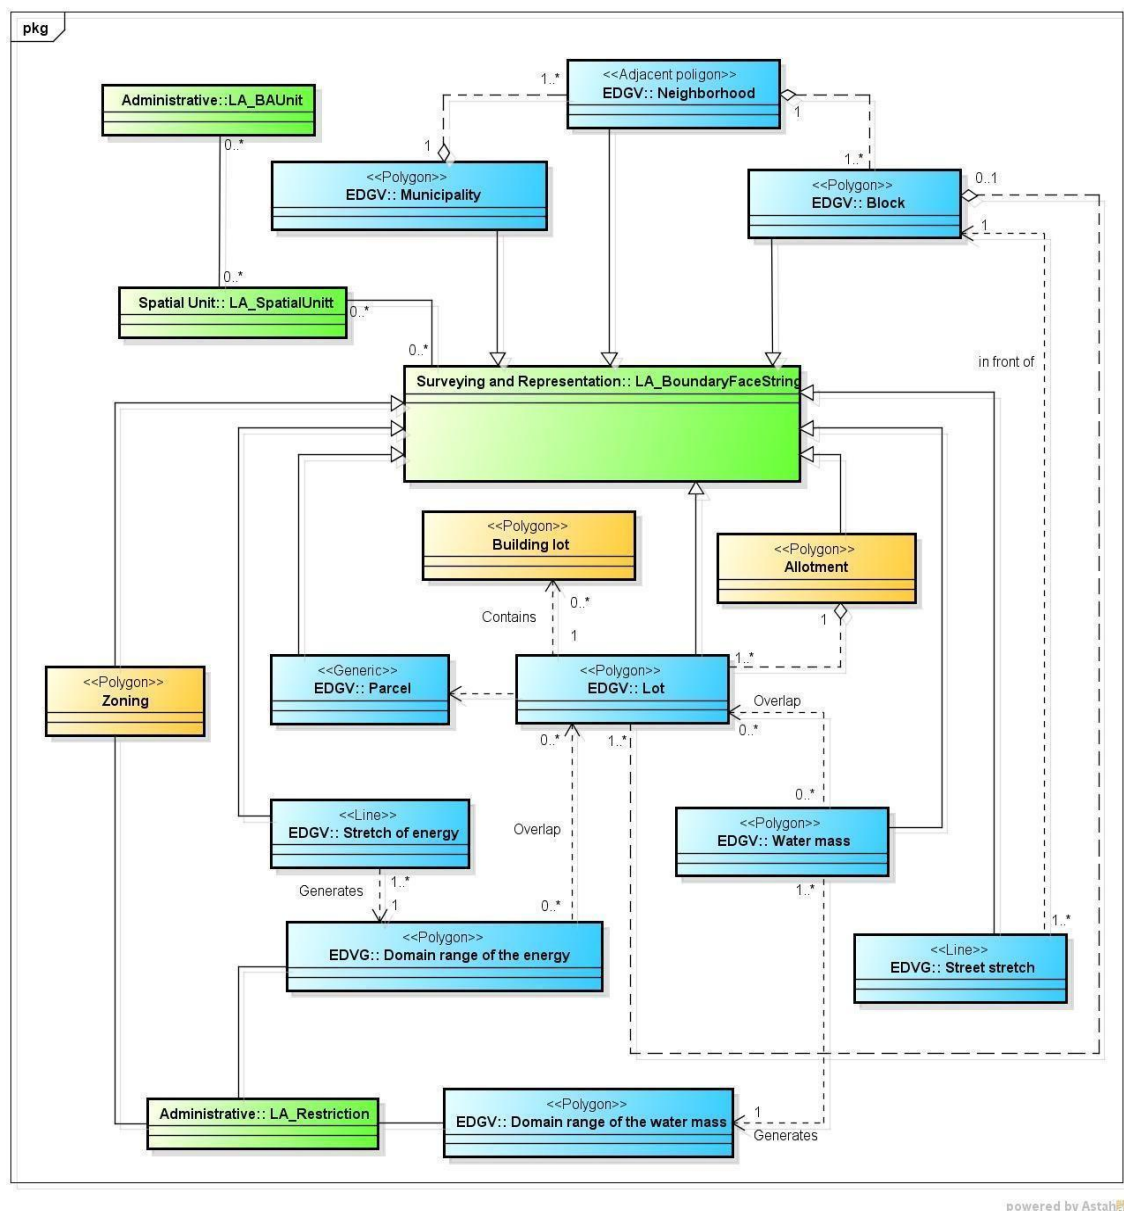 pkg
<<Adjacent poligon>>
EDGV:: Neighborhood
1..*
1
Administrative::LA_BAUnit
0..*
1
1..*
<<Polygon>>
EDGV:: Municipality
<<Polygon>>
EDGV:: Block
0..1
1
0..*
Spatial Unit:: LA_SpatialUnitt
0..*
0..*
in front of
Surveying and Representation:: LA_BoundaryFaceString
<<Polygon>>
Building lot
<<Polygon>>
Allotment
0..*
Contains
1
1
<<Generic>>
EDGV:: Parcel
<<Polygon>>
EDGV:: Lot
1..*
<<Polygon>>
Zoning
Overlap
0..*
0..*
1..*
0..*
<<Line>>
EDGV:: Stretch of energy
Overlap
<<Polygon>>
EDGV:: Water mass
Generates
1..*
1
0..*
1..*
1..*
<<Polygon>>
EDVG:: Domain range of the energy
<<Line>>
EDVG:: Street stretch
Administrative:: LA_Restriction
<<Polygon>>
EDGV:: Domain range of the water mass
1
Generates
powered by Astah